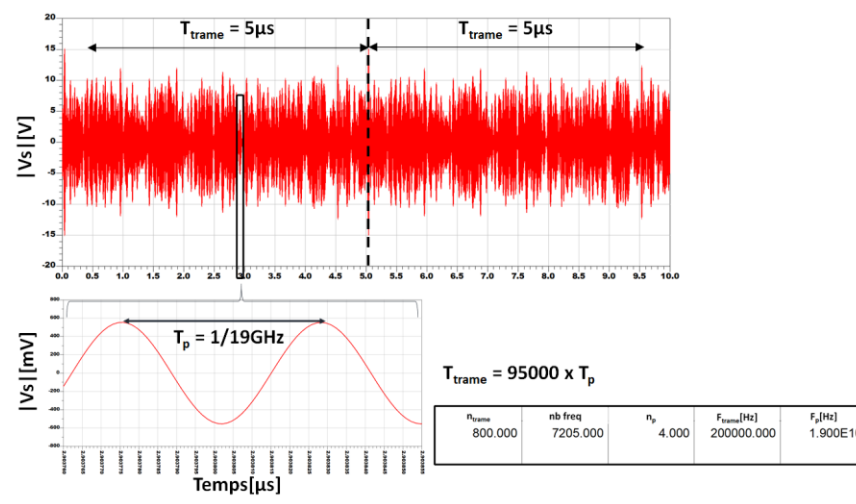 T_trame = 5µs T_trame = 5µs
20
15
10
5
0
-5
-10
-15
-20
|Vs|[V]
0.0 0.5 1.0 1.5 2.0 2.5 3.0 3.5 4.0 4.5 5.0 5.5 6.0 6.5 7.0 7.5 8.0 8.5 9.0 9.5 10.0
800
600
400
200
0
-200
-400
-600
-800
|Vs|[mV]
T_p = 1/19GHz
Temps[µs]
T_trame = 95000 x T_p
n_trame nb freq n_p F_trame[Hz] F_p[Hz]
800.000 7205.000 4.000 200000.000 1.900E10